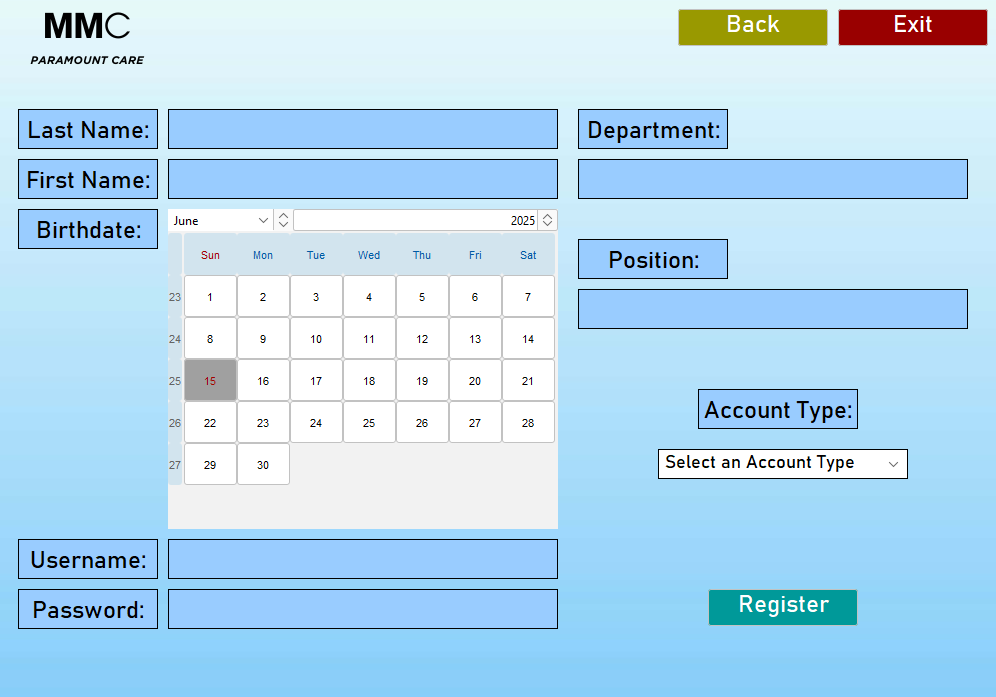 MMC
PARAMOUNT CARE
Back
Exit
Last Name:
First Name:
Birthdate:
June 2025
Sun Mon Tue Wed Thu Fri Sat
23 1 2 3 4 5 6 7
24 8 9 10 11 12 13 14
25 15 16 17 18 19 20 21
26 22 23 24 25 26 27 28
27 29 30
Username:
Password:
Department:
Position:
Account Type:
Select an Account Type
Register